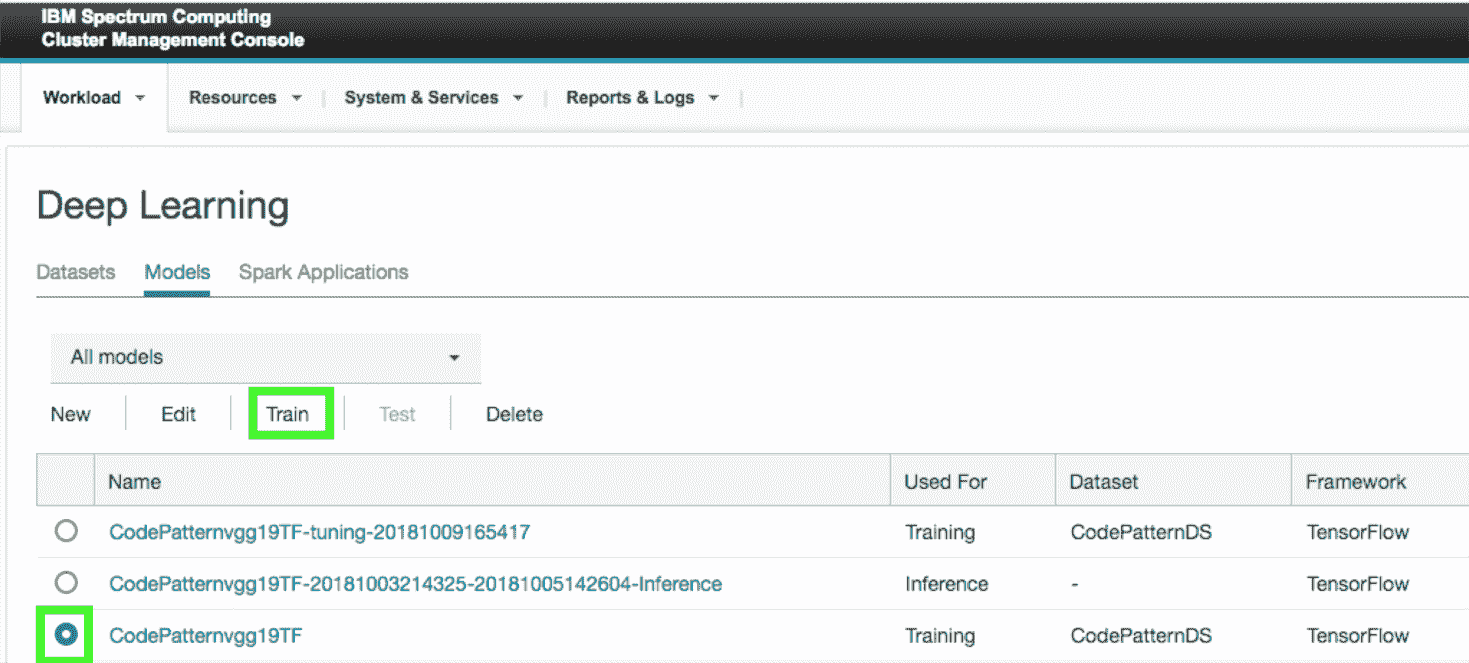 IBM Spectrum Computing
Cluster Management Console
Workload Resources System & Services Reports & Logs
Deep Learning
Datasets Models Spark Applications
All models
New Edit Train Test Delete
Name Used For Dataset Framework
CodePatternvgg19TF-tuning-20181009165417 Training CodePatternDS TensorFlow
CodePatternvgg19TF-20181003214325-20181005142604-Inference Inference - TensorFlow
CodePatternvgg19TF Training CodePatternDS TensorFlow